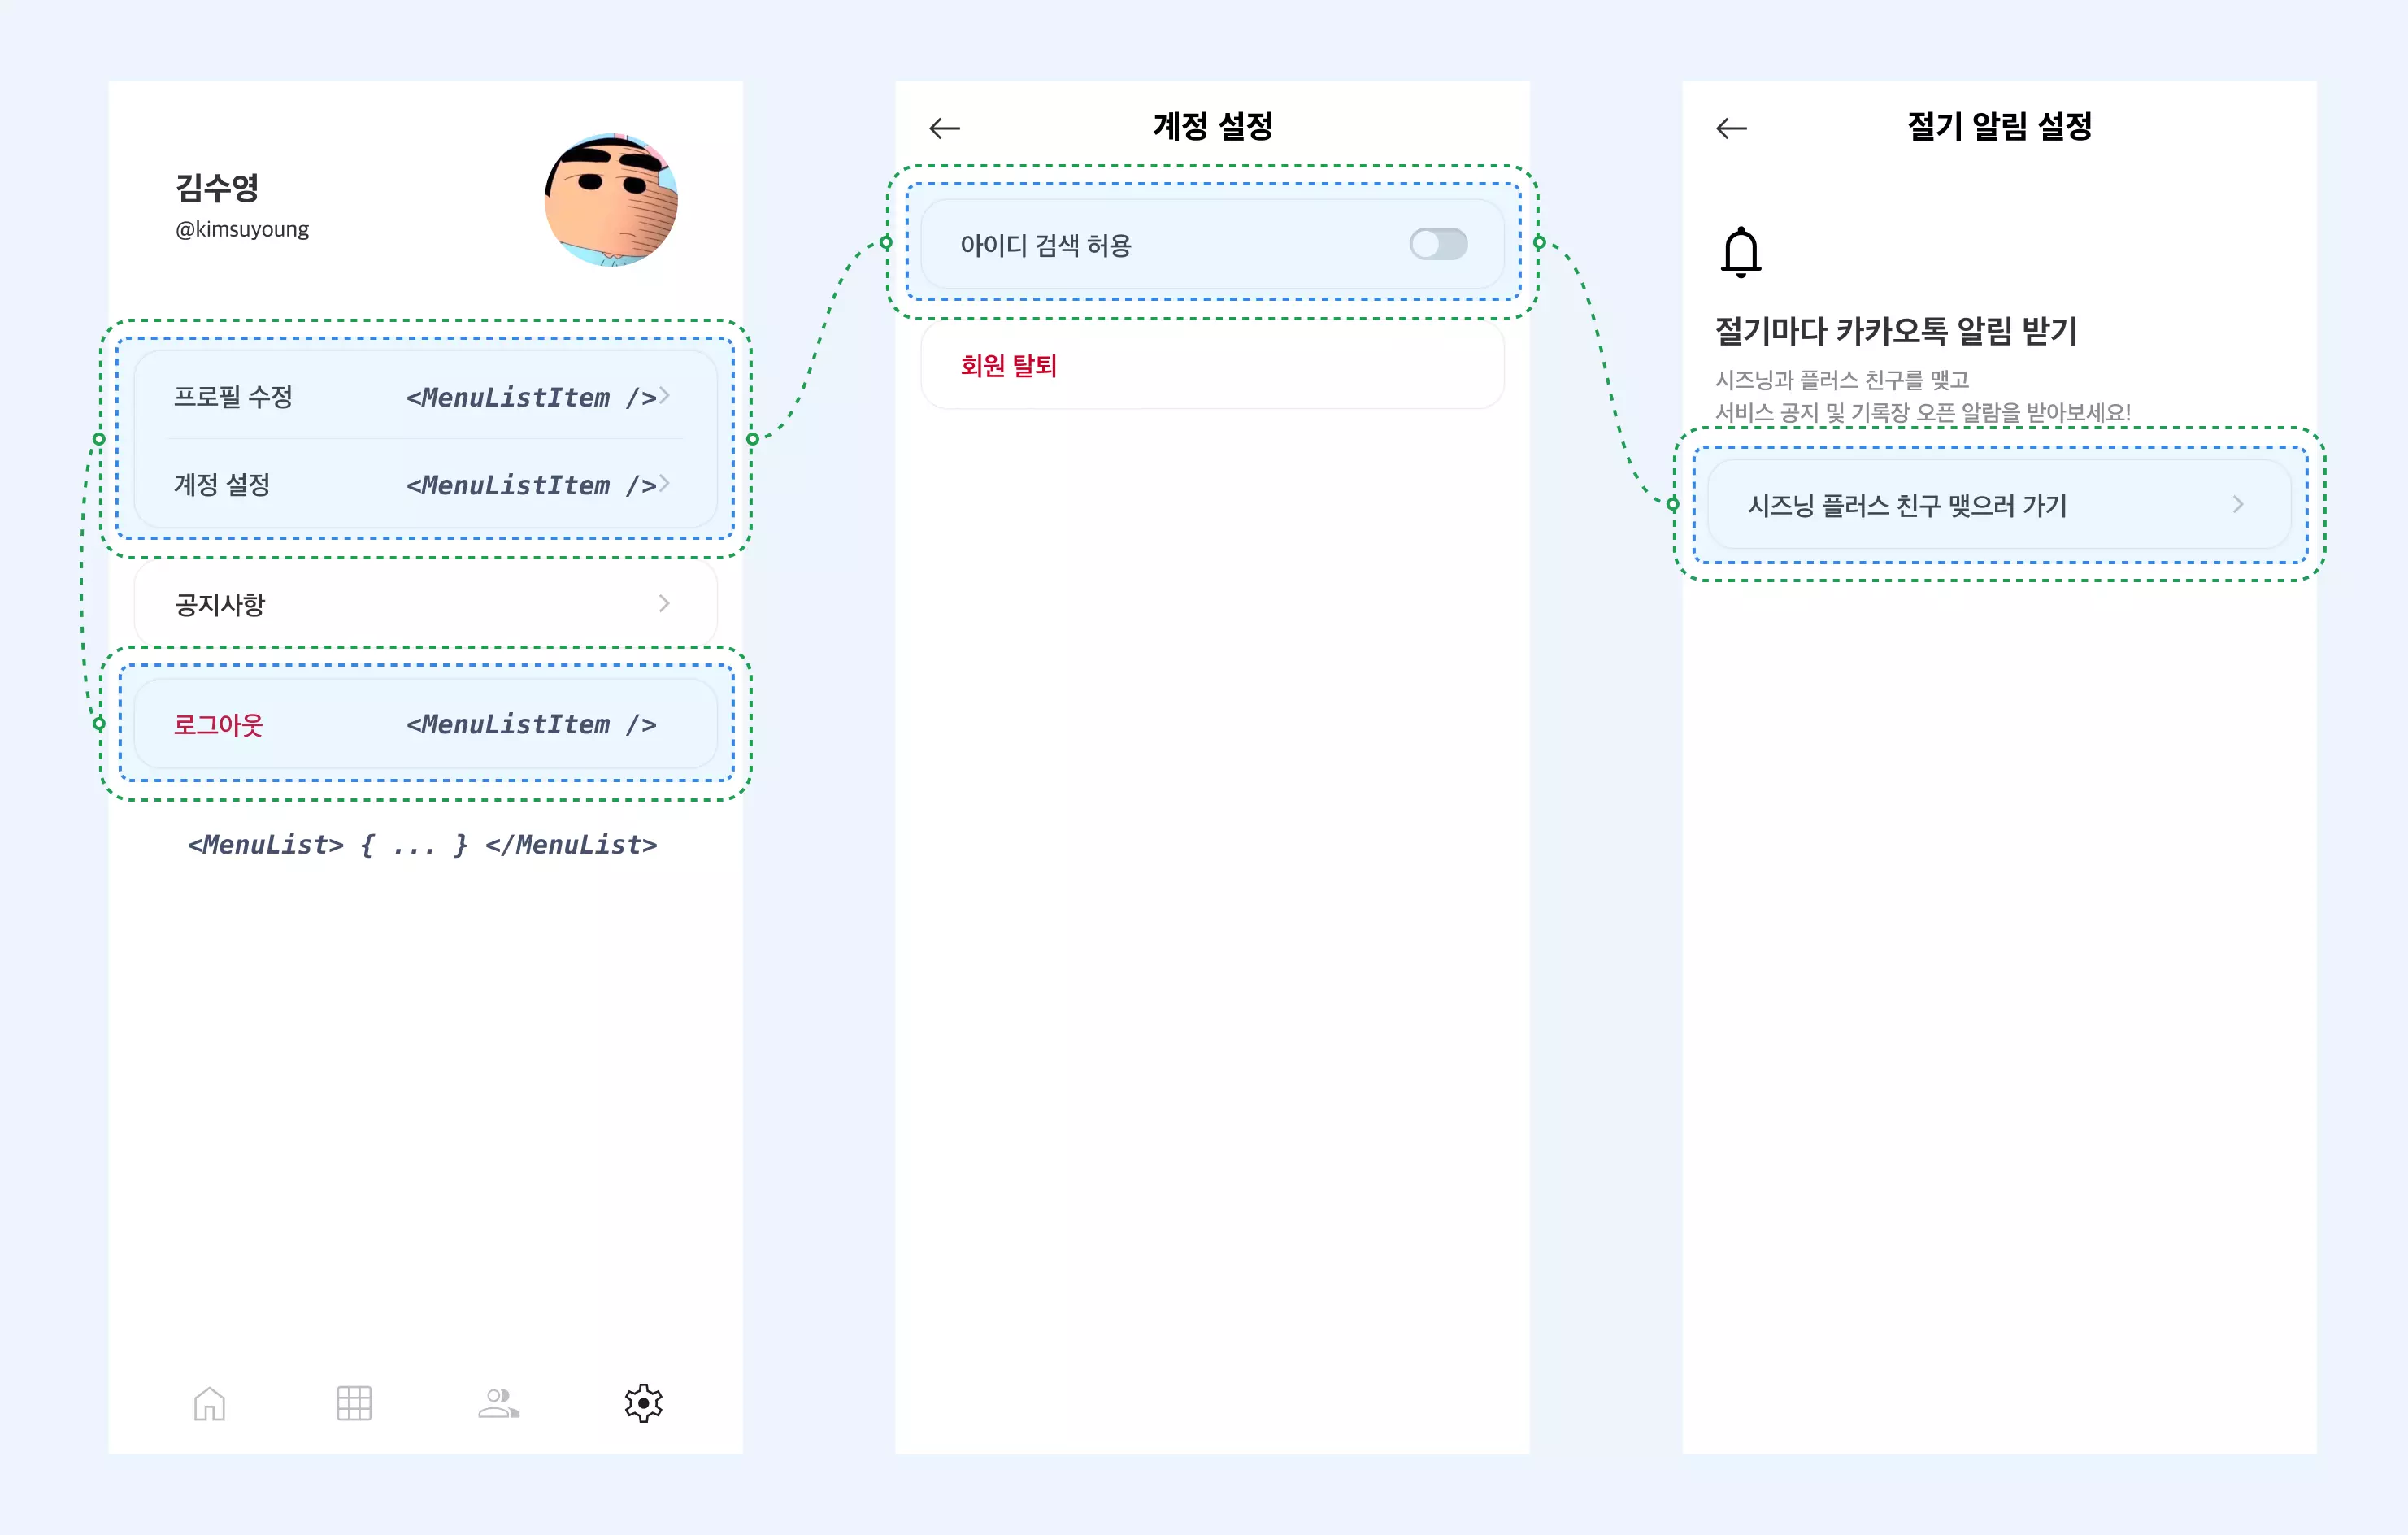 김수영
@kimsuyoung
프로필 수정 <MenuListItem />
계정 설정 <MenuListItem />
공지사항
로그아웃 <MenuListItem />
<MenuList> { ... } </MenuList>
계정 설정
아이디 검색 허용
회원 탈퇴
절기 알림 설정
절기마다 카카오톡 알림 받기
시즈닝과 플러스 친구를 맺고
서비스 공지 및 기록장 오픈 알람을 받아보세요!
시즈닝 플러스 친구 맺으러 가기